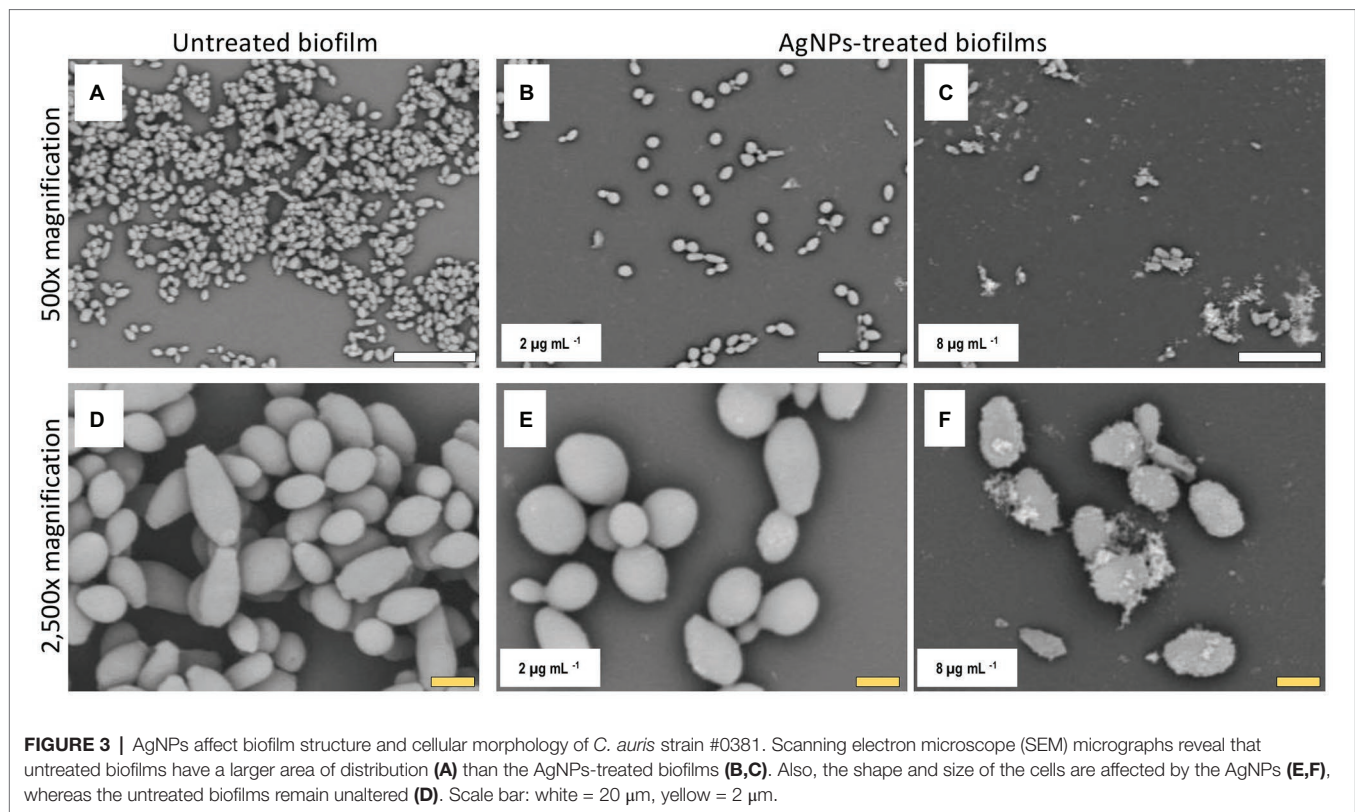 Untreated biofilm
AgNPs-treated biofilms
500x magnification
A
B
2 µg mL -1
C
8 µg mL -1
2,500x magnification
D
E
2 µg mL -1
F
8 µg mL -1
FIGURE 3 | AgNPs affect biofilm structure and cellular morphology of C. auris strain #0381. Scanning electron microscope (SEM) micrographs reveal that
untreated biofilms have a larger area of distribution (A) than the AgNPs-treated biofilms (B,C). Also, the shape and size of the cells are affected by the AgNPs (E,F),
whereas the untreated biofilms remain unaltered (D). Scale bar: white = 20 µm, yellow = 2 µm.